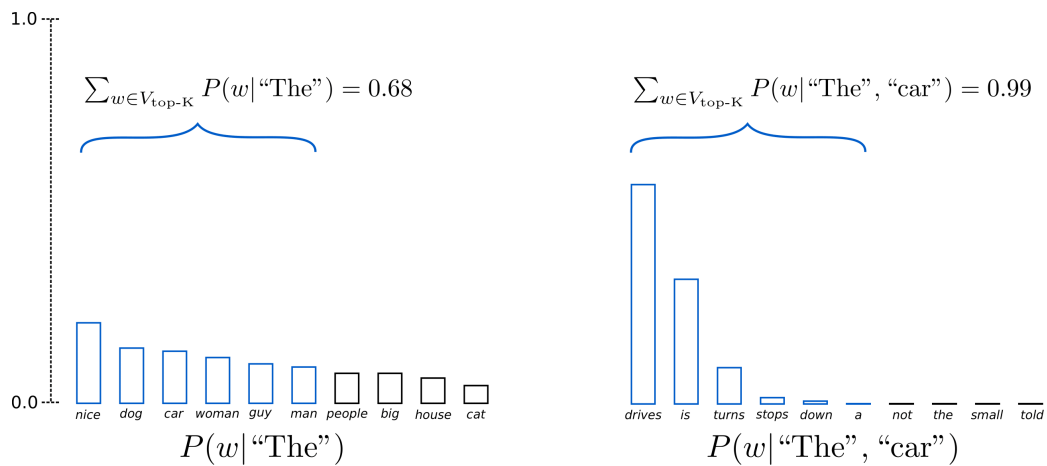 1.0
∑w∈Vtop-K P(w|“The”) = 0.68
∑w∈Vtop-K P(w|“The”, “car”) = 0.99
0.0
nice dog car woman guy man people big house cat
drives is turns stops down a not the small told
P(w|“The”)
P(w|“The”, “car”)